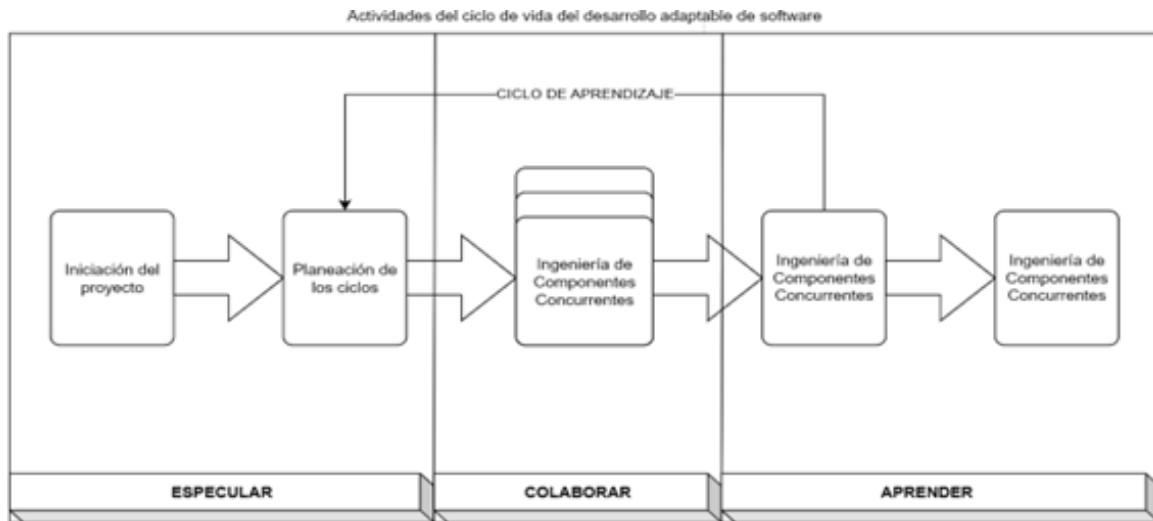 Actividades del ciclo de vida del desarrollo adaptable de software
CICLO DE APRENDIZAJE
Iniciación del
proyecto
Planeación de
los ciclos
Ingeniería de
Componentes
Concurrentes
Ingeniería de
Componentes
Concurrentes
Ingeniería de
Componentes
Concurrentes
ESPECULAR
COLABORAR
APRENDER